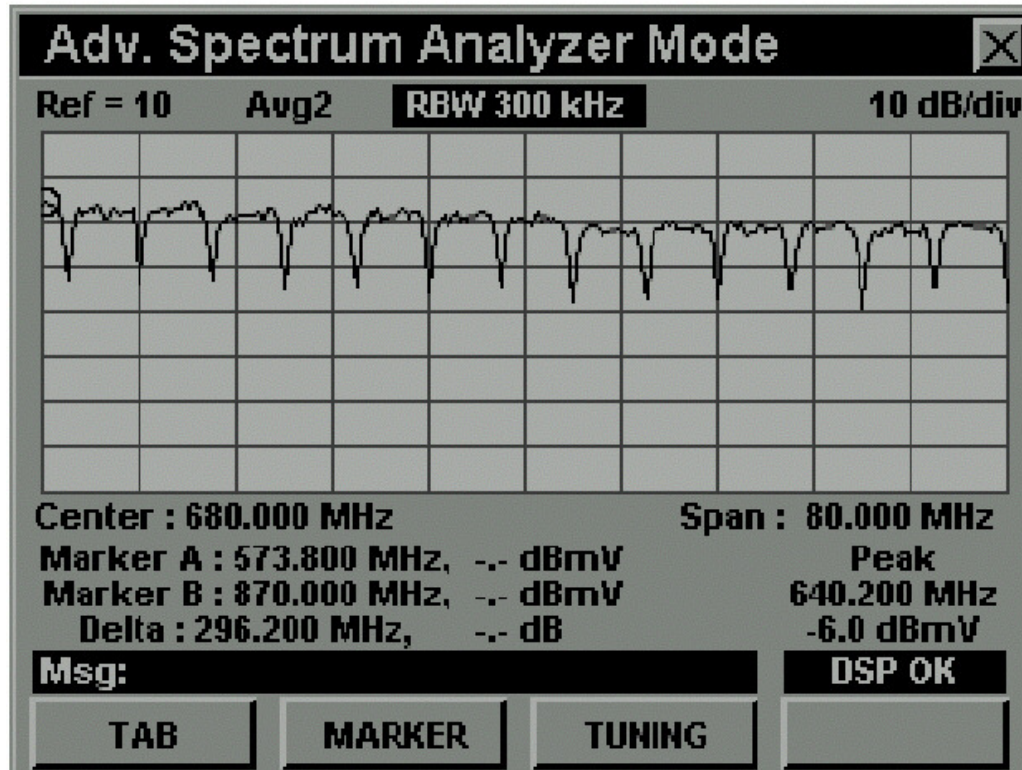 Adv. Spectrum Analyzer Mode
Ref = 10 Avg2 RBW 300 kHz 10 dB/div
Center : 680.000 MHz Span : 80.000 MHz
Marker A : 573.800 MHz, -.- dBmV Peak
Marker B : 870.000 MHz, -.- dBmV 640.200 MHz
Delta : 296.200 MHz, -.- dB -6.0 dBmV
Msg: DSP OK
TAB MARKER TUNING